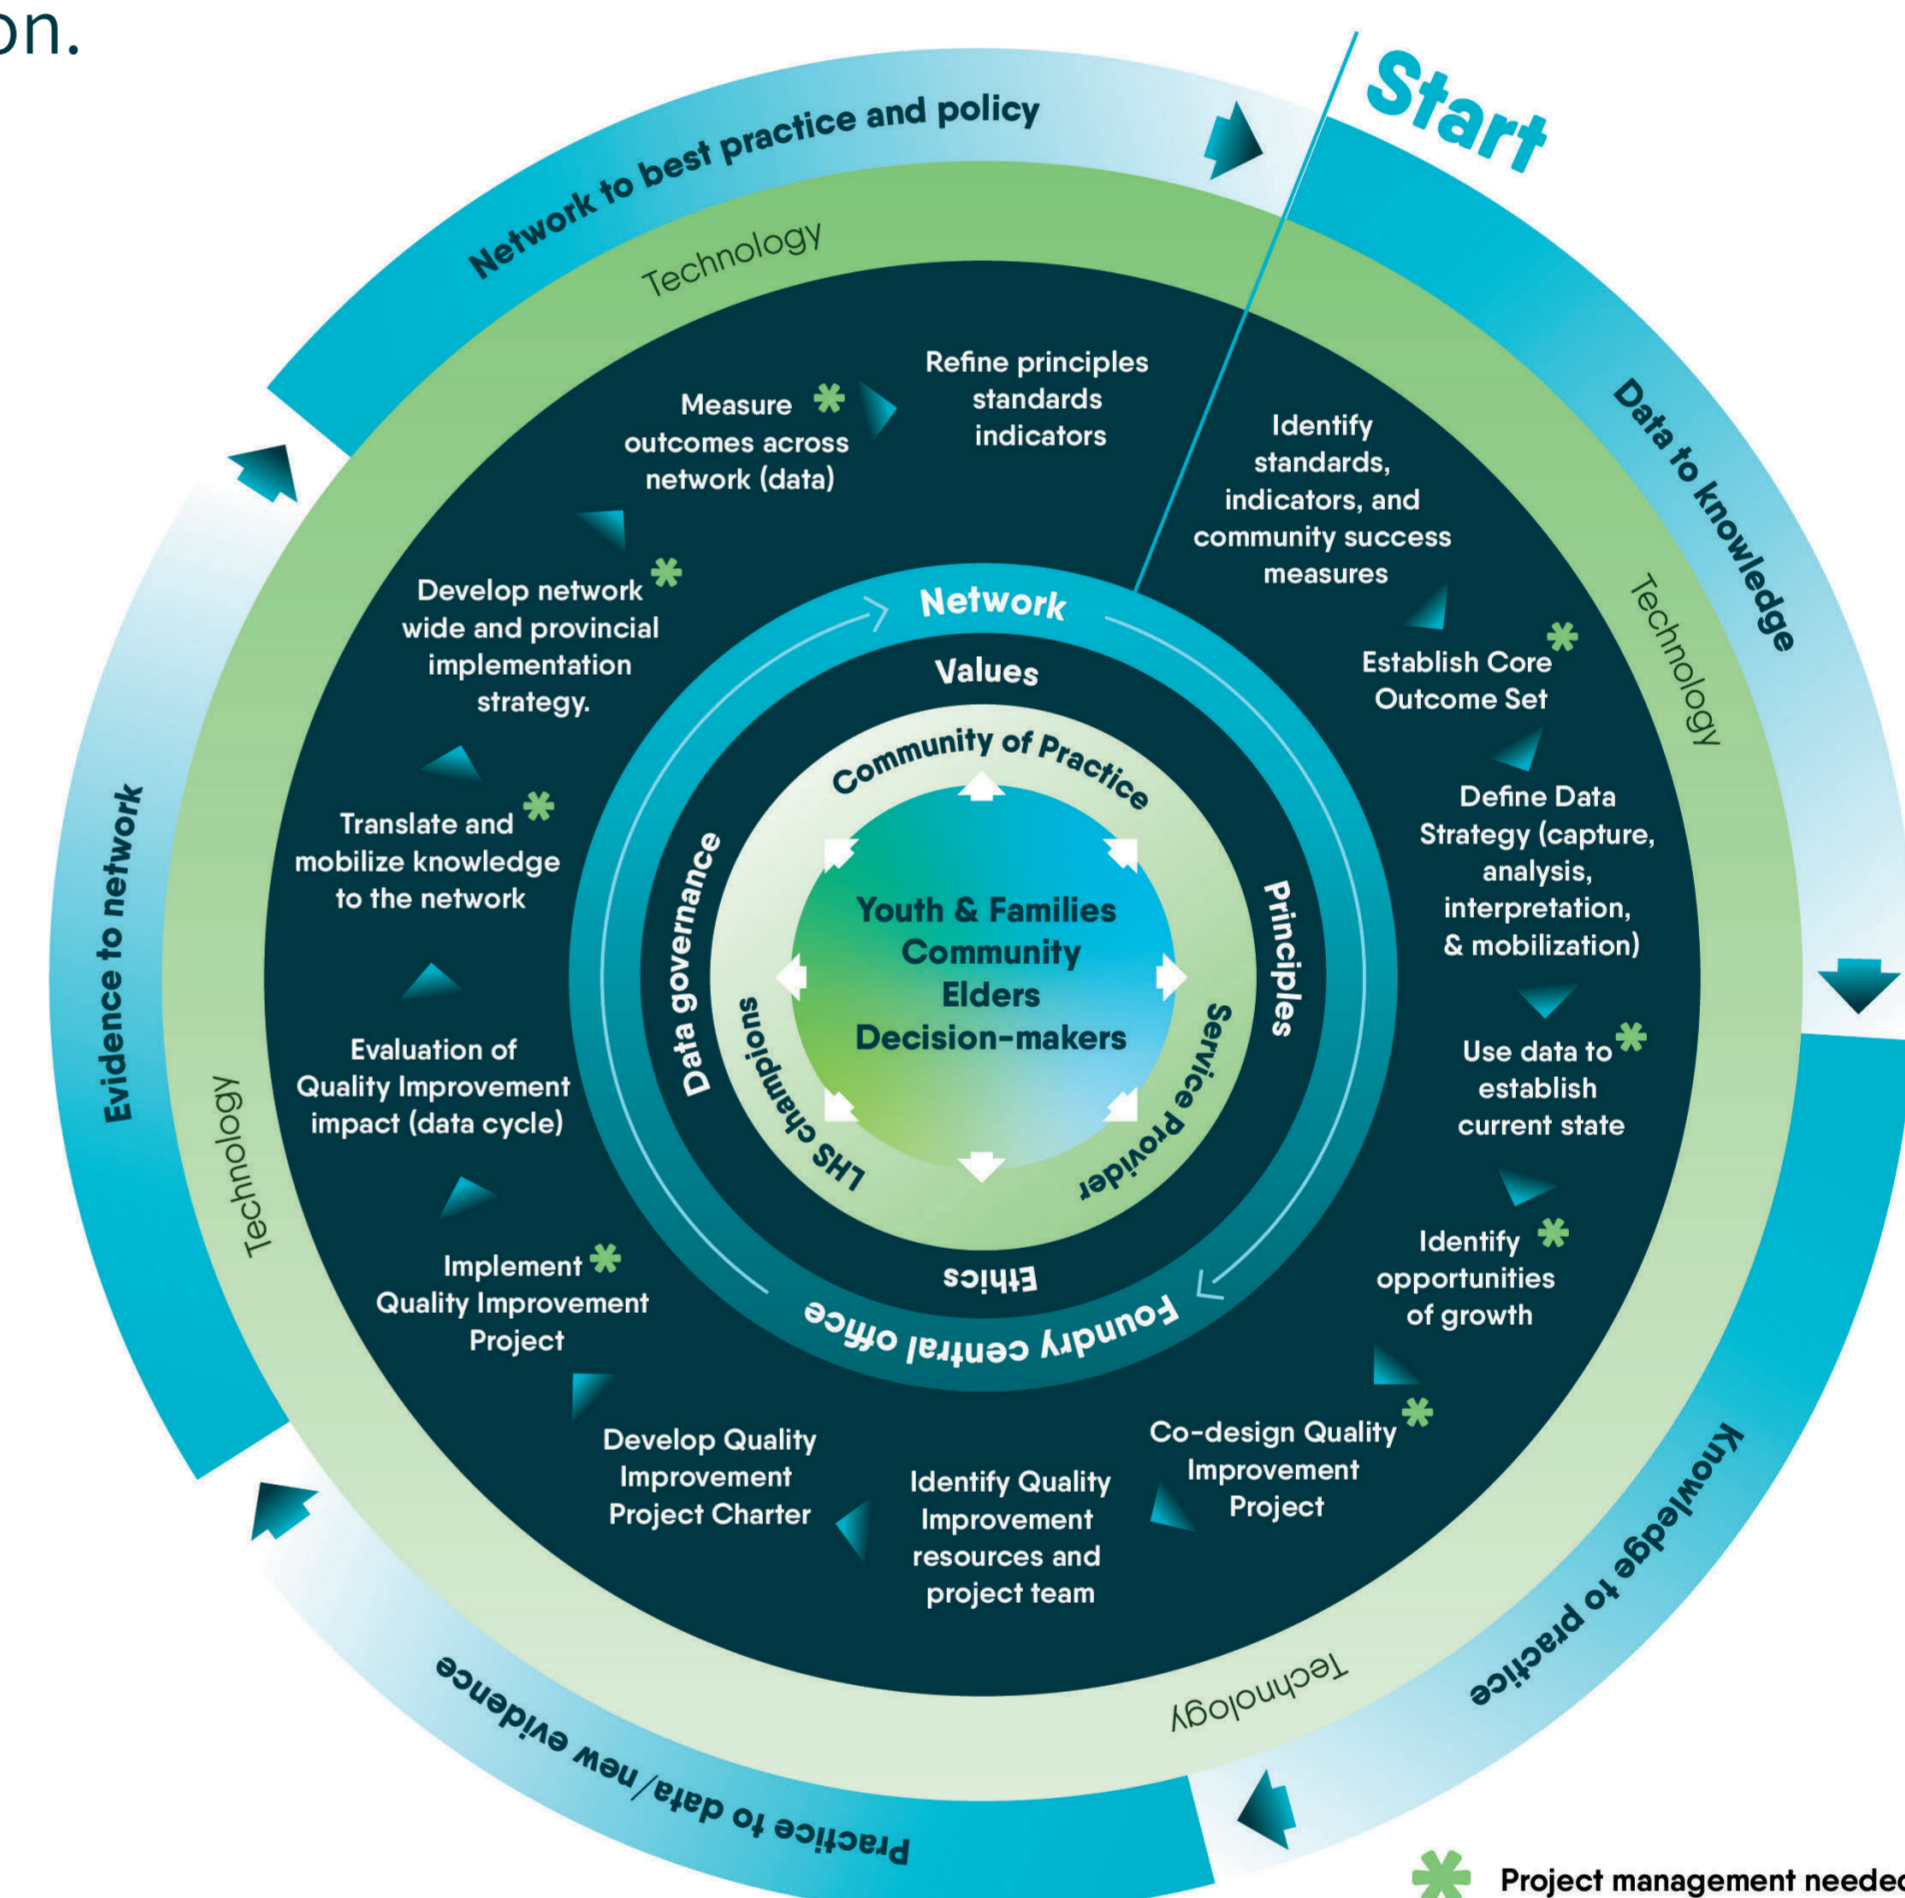 on.
Start
Data to knowledge
Knowledge to practice
Practice to data/new evidence
Evidence to network
Network to best practice and policy
Technology
Technology
Technology
Technology
Identify
standards,
indicators, and
community success
measures
Establish Core
Outcome Set
Define Data
Strategy (capture,
analysis,
interpretation,
& mobilization)
Use data to
establish
current state
Identify
opportunities
of growth
Co-design Quality
Improvement
Project
Identify Quality
Improvement
resources and
project team
Develop Quality
Improvement
Project Charter
Implement
Quality Improvement
Project
Evaluation of
Quality Improvement
impact (data cycle)
Translate and
mobilize knowledge
to the network
Develop network
wide and provincial
implementation
strategy.
Measure
outcomes across
network (data)
Refine principles
standards
indicators
Network
Foundry central office
Values
Principles
Ethics
Data governance
Community of Practice
Service Provider
LHS champions
Youth & Families
Community
Elders
Decision-makers
Project management needed